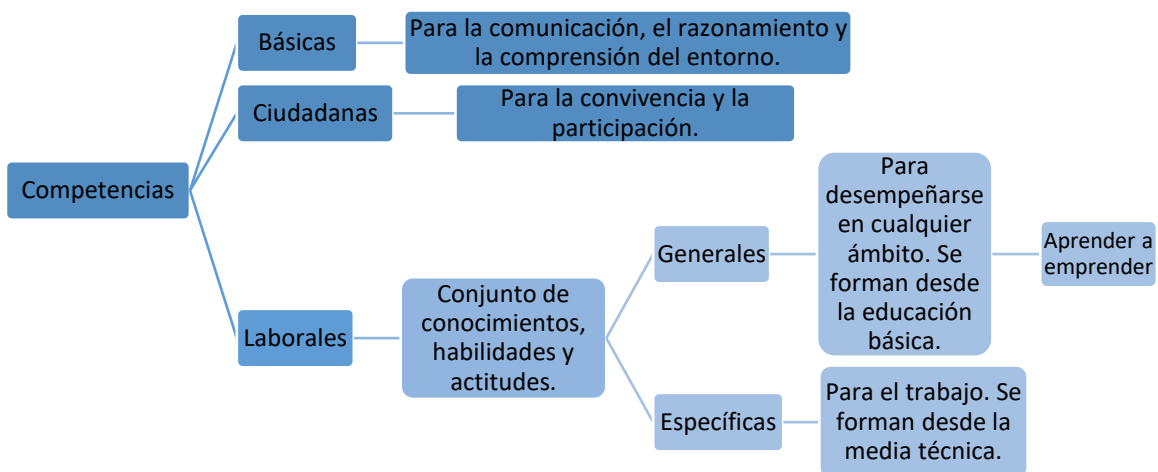 Básicas
Para la comunicación, el razonamiento y
la comprensión del entorno.
Ciudadanas
Para la convivencia y la
participación.
Competencias
Laborales
Conjunto de
conocimientos,
habilidades y
actitudes.
Generales
Para
desempeñarse
en cualquier
ámbito. Se
forman desde
la educación
básica.
Aprender a
emprender
Específicas
Para el trabajo. Se
forman desde la
media técnica.